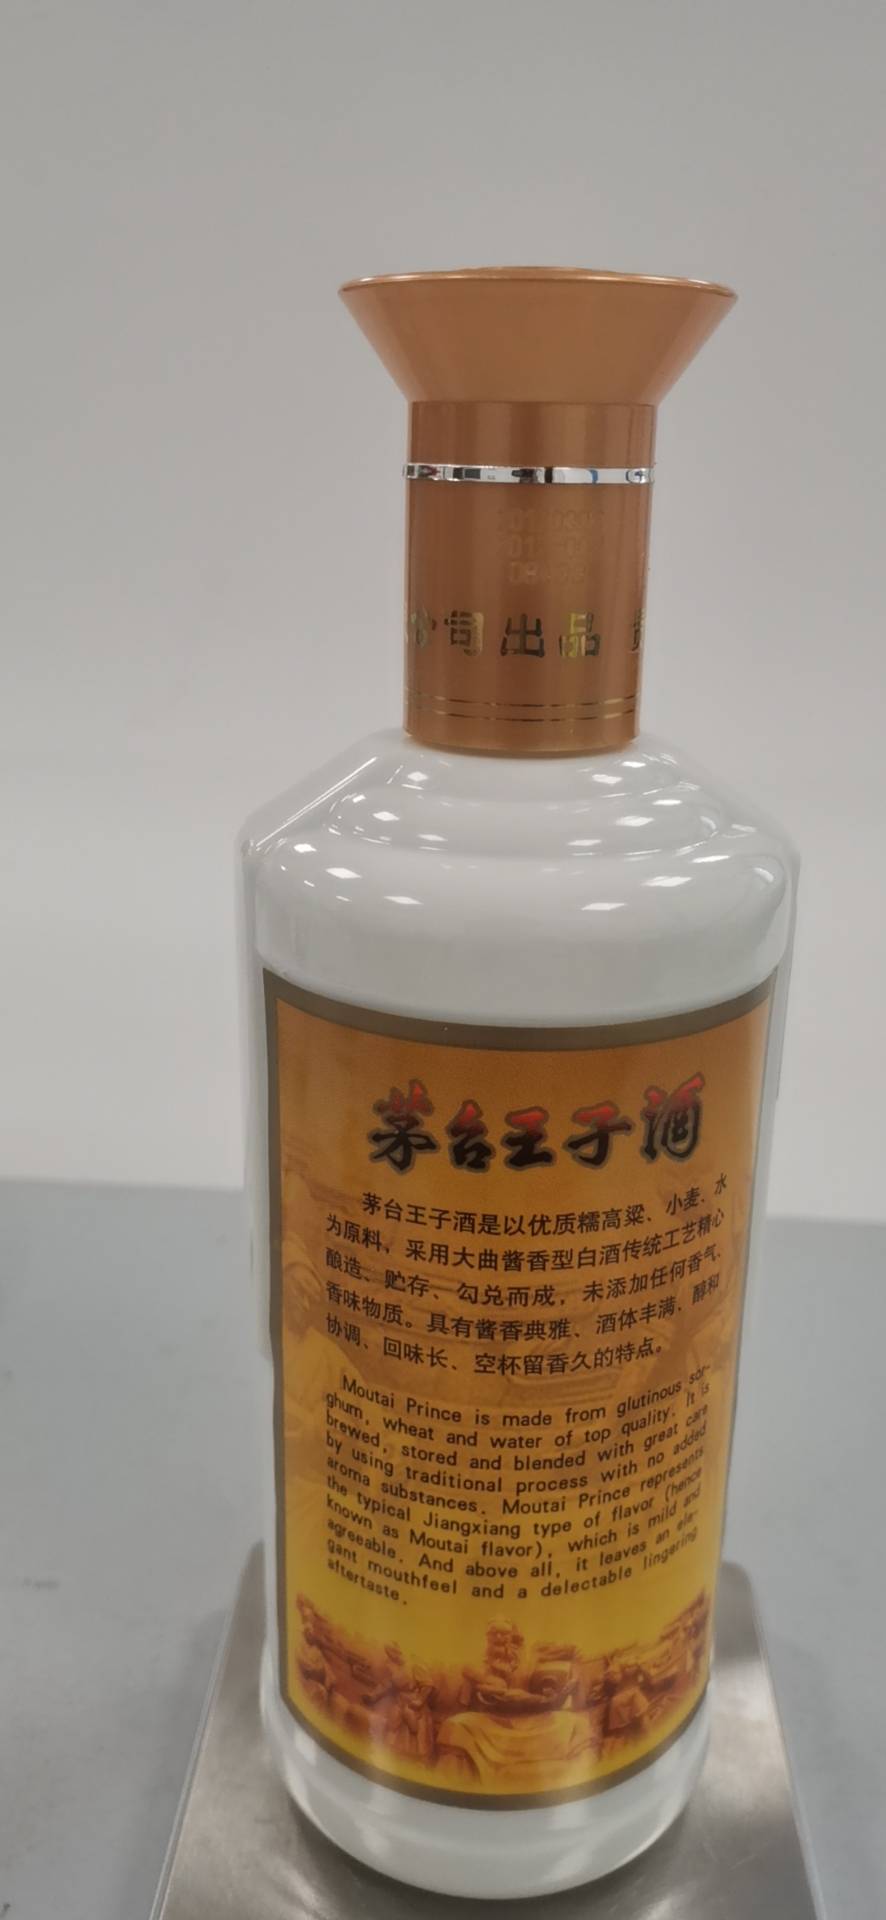 公司出品 贵
茅台王子酒
茅台王子酒是以优质糯高粱、小麦、水
为原料，采用大曲酱香型白酒传统工艺精心
酿造、贮存、勾兑而成，未添加任何香气、
香味物质。具有酱香典雅、酒体丰满、醇和
协调、回味长、空杯留香久的特点。
Moutai Prince is made from glutinous sor-
ghum, wheat and water of top quality. It is
brewed, stored and blended with great care
by using traditional process with no added
aroma substances. Moutai Prince represents
the typical Jiangxiang type of flavor (hence
known as Moutai flavor), which is mild and
agreeable. And above all, it leaves an ele-
gant mouthfeel and a delectable lingering
aftertaste.